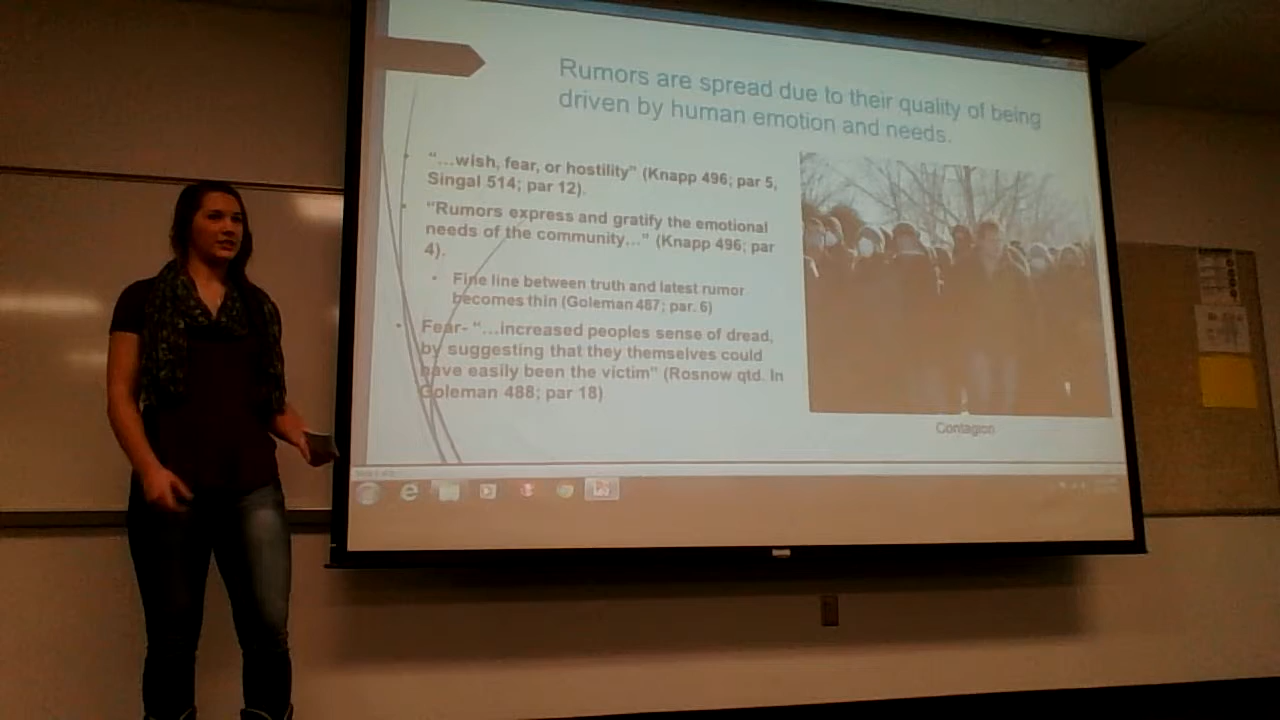 Rumors are spread due to their quality of being
driven by human emotion and needs.
"...wish, fear, or hostility" (Knapp 496; par 5,
Singal 514; par 12).
"Rumors express and gratify the emotional
needs of the community..." (Knapp 496; par
4).
Fine line between truth and latest rumor
becomes thin (Goleman 487; par. 6)
Fear- "...increased peoples sense of dread,
by suggesting that they themselves could
have easily been the victim" (Rosnow qtd. In
Goleman 488; par 18)
Contagion